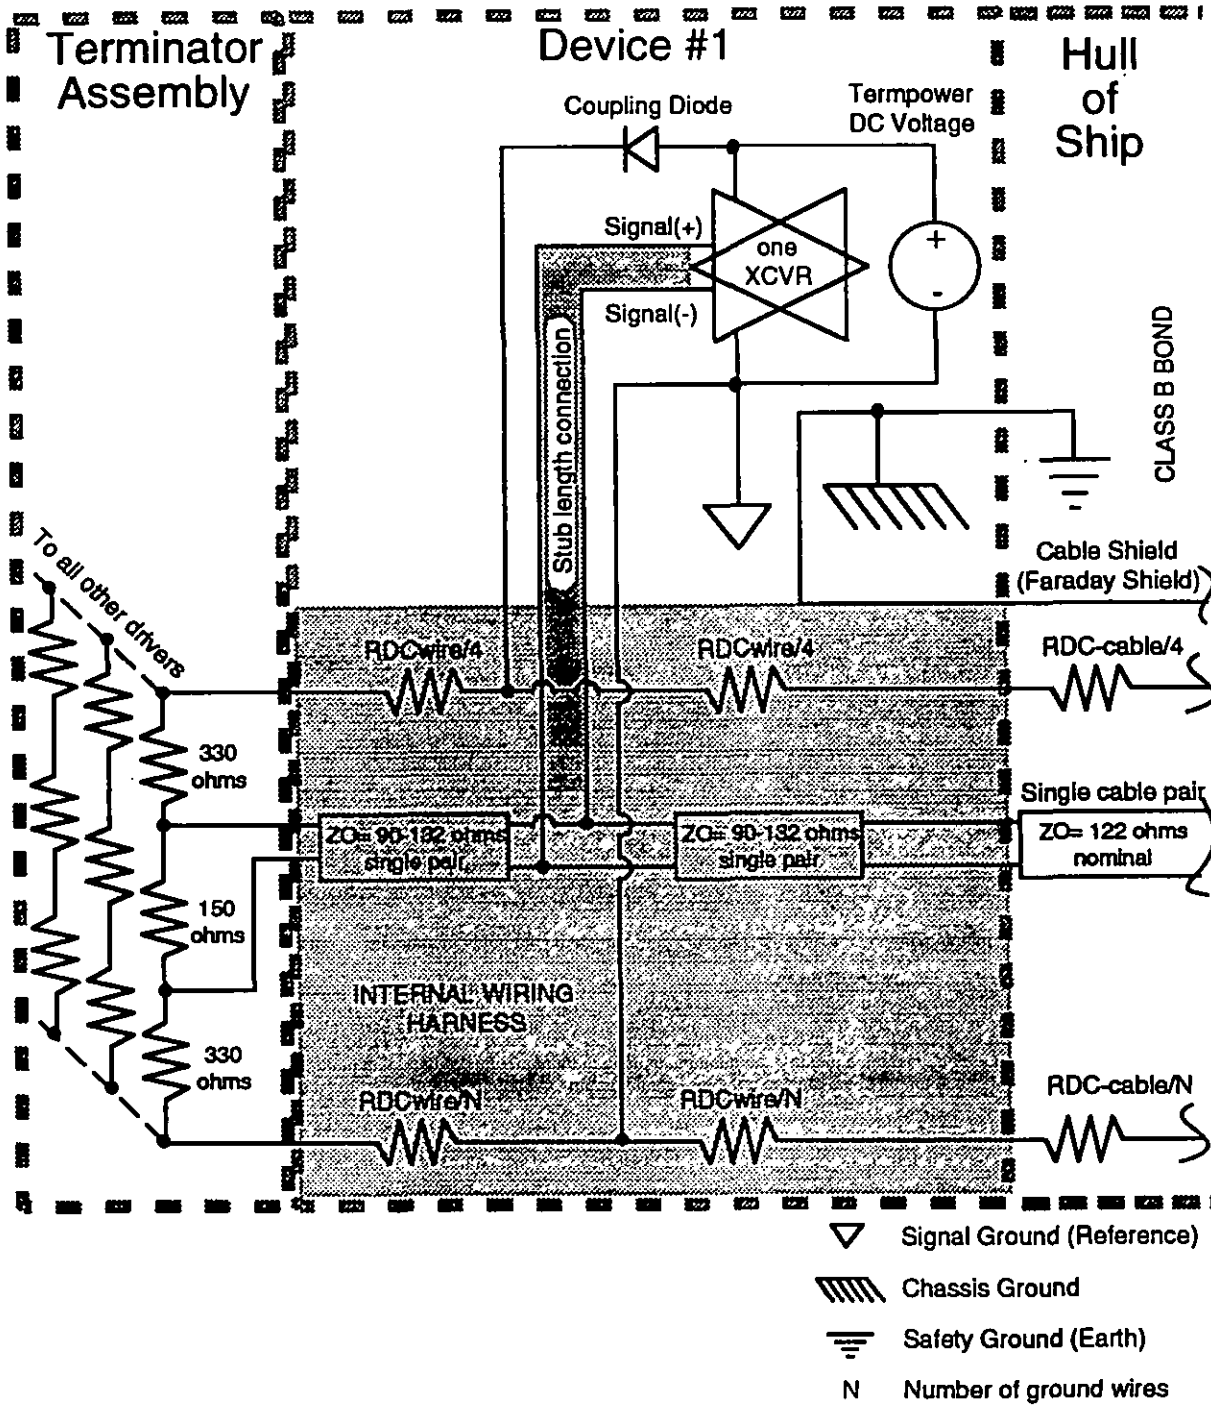 Terminator
Assembly
Device #1
Hull
of
Ship
Coupling Diode
Termpower
DC Voltage
Signal(+)
one
XCVR
+
-
Signal(-)
Stub length connection
CLASS B BOND
To all other drivers
Cable Shield
(Faraday Shield)
RDCwire/4
RDCwire/4
RDC-cable/4
330
ohms
Single cable pair
ZO= 90-132 ohms
single pair
ZO= 90-132 ohms
single pair
ZO= 122 ohms
nominal
150
ohms
INTERNAL WIRING
HARNESS
330
ohms
RDCwire/N
RDCwire/N
RDC-cable/N
Signal Ground (Reference)
Chassis Ground
Safety Ground (Earth)
N Number of ground wires